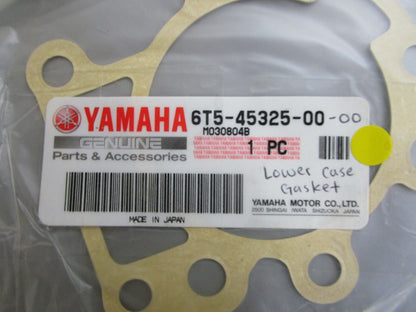 YAMAHA 6T5-45325-00-00
M030804B
GENUINE
Parts & Accessories
1 PC
Lower case
Gasket
MADE IN JAPAN
YAMAHA MOTOR CO., LTD.
2500 SHINGAI IWATA SHIZUOKA JAPAN